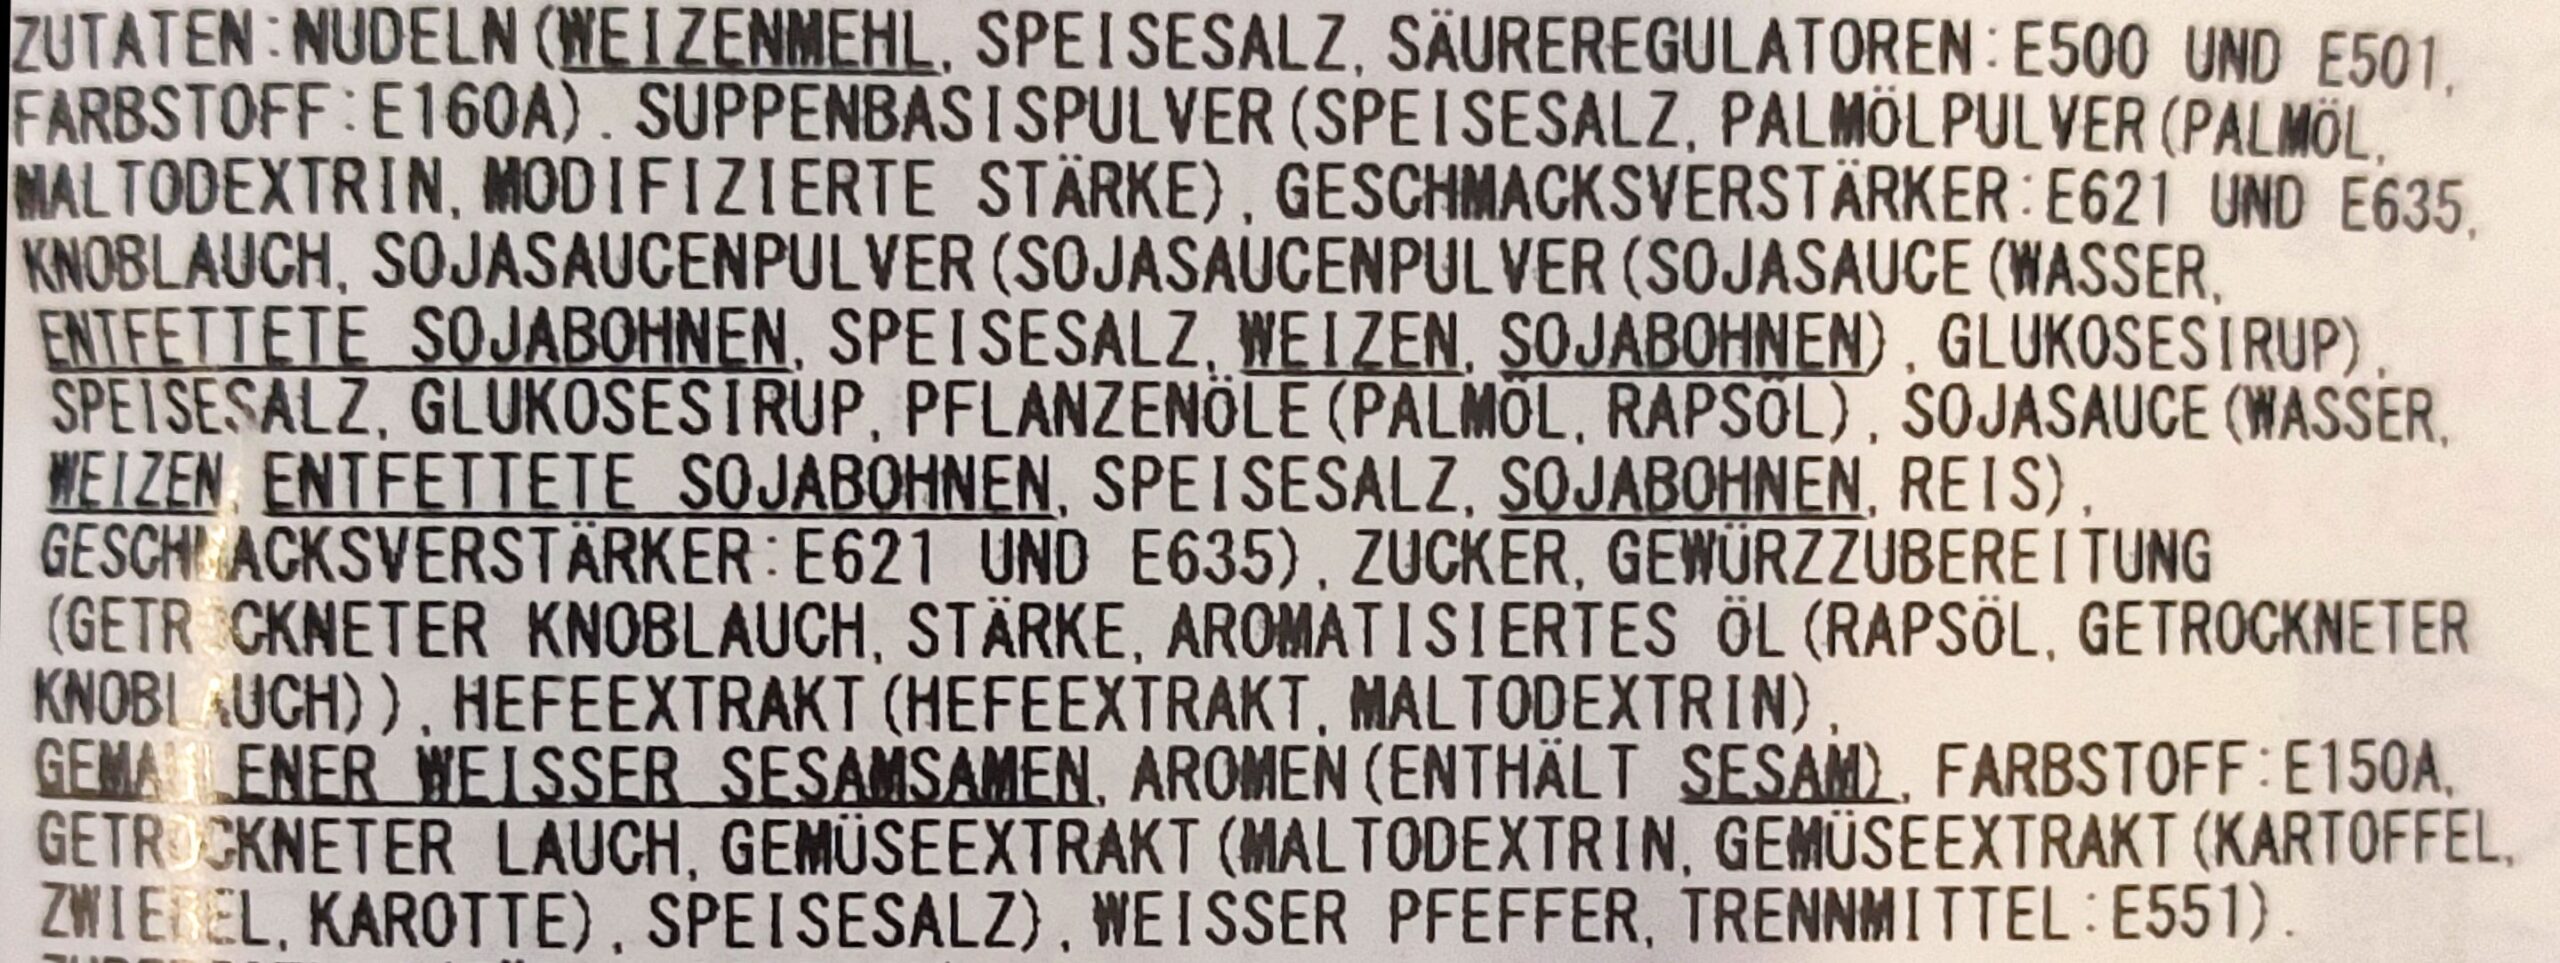 ZUTATEN:NUDELN(WEIZENMEHL, SPEISESALZ, SÄUREREGULATOREN:E500 UND E501,
FARBSTOFF:E160A), SUPPENBASISPULVER(SPEISESALZ, PALMÖLPULVER(PALMÖL,
MALTODEXTRIN, MODIFIZIERTE STÄRKE), GESCHMACKSVERSTÄRKER:E621 UND E635,
KNOBLAUCH, SOJASAUCENPULVER(SOJASAUCENPULVER(SOJASAUCE(WASSER,
ENTFETTETE SOJABOHNEN, SPEISESALZ, WEIZEN, SOJABOHNEN), GLUKOSESIRUP),
SPEISESALZ, GLUKOSESIRUP, PFLANZENÖLE(PALMÖL, RAPSÖL), SOJASAUCE(WASSER,
WEIZEN, ENTFETTETE SOJABOHNEN, SPEISESALZ, SOJABOHNEN, REIS),
GESCHMACKSVERSTÄRKER:E621 UND E635), ZUCKER, GEWÜRZZUBEREITUNG
(GETROCKNETER KNOBLAUCH, STÄRKE, AROMATISIERTES ÖL(RAPSÖL, GETROCKNETER
KNOBLAUCH)), HEFEEXTRAKT(HEFEEXTRAKT, MALTODEXTRIN),
GEMAHLENER WEISSER SESAMSAMEN, AROMEN(ENTHÄLT SESAM), FARBSTOFF:E150A,
GETROCKNETER LAUCH, GEMÜSEEXTRAKT(MALTODEXTRIN, GEMÜSEEXTRAKT(KARTOFFEL,
ZWIEBEL, KAROTTE), SPEISESALZ), WEISSER PFEFFER, TRENNMITTEL:E551).